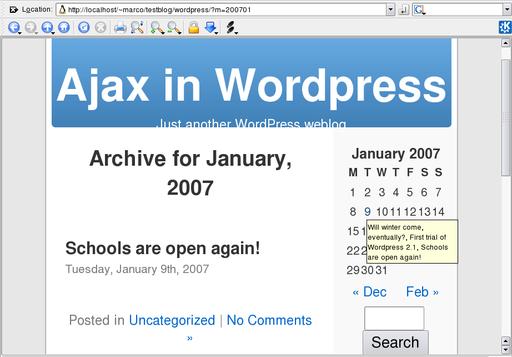 Location: http://localhost/~marco/testblog/wordpress/?m=200701
Ajax in Wordpress
Just another WordPress weblog
Archive for January,
2007
Schools are open again!
Tuesday, January 9th, 2007
Posted in Uncategorized | No Comments
»
January 2007
M T W T F S S
1 2 3 4 5 6 7
8 9 10 11 12 13 14
15 1
Will winter come,
eventually?, First trial of
Wordpress 2.1, Schools
are open again!
22 2
29 30 31
« Dec Feb »
Search